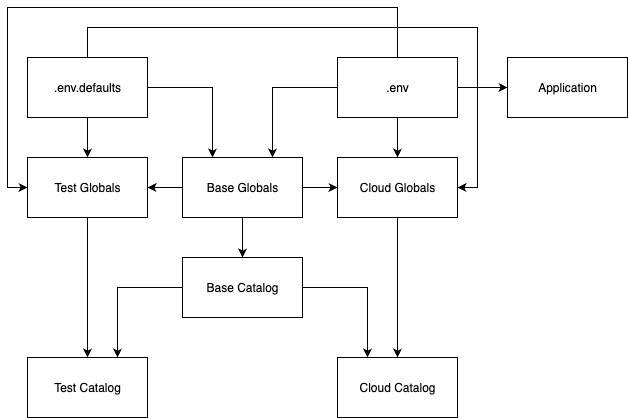 .env.defaults
.env
Application
Test Globals
Base Globals
Cloud Globals
Base Catalog
Test Catalog
Cloud Catalog